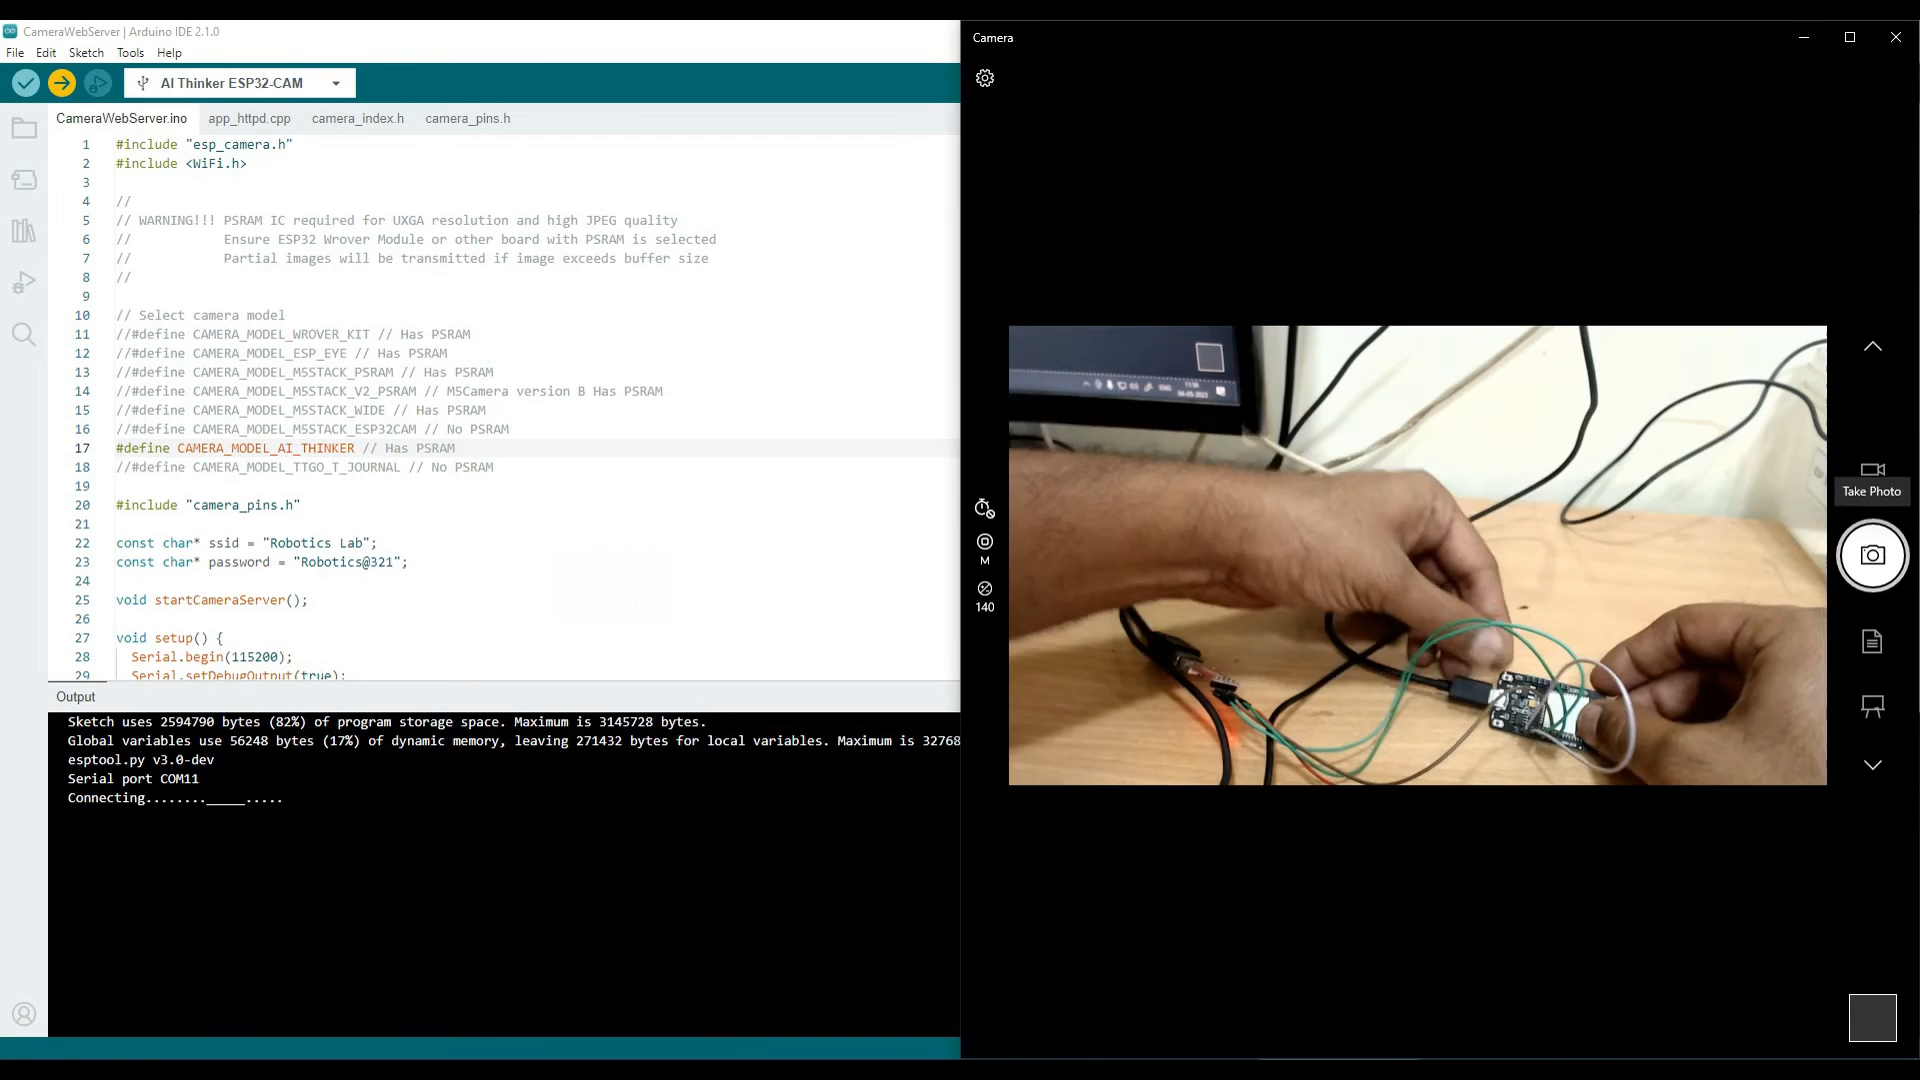 CameraWebServer | Arduino IDE 2.1.0
File Edit Sketch Tools Help
AI Thinker ESP32-CAM
CameraWebServer.ino app_httpd.cpp camera_index.h camera_pins.h
1 #include "esp_camera.h"
2 #include <WiFi.h>
3
4 //
5 // WARNING!!! PSRAM IC required for UXGA resolution and high JPEG quality
6 // Ensure ESP32 Wrover Module or other board with PSRAM is selected
7 // Partial images will be transmitted if image exceeds buffer size
8 //
9
10 // Select camera model
11 //#define CAMERA_MODEL_WROVER_KIT // Has PSRAM
12 //#define CAMERA_MODEL_ESP_EYE // Has PSRAM
13 //#define CAMERA_MODEL_M5STACK_PSRAM // Has PSRAM
14 //#define CAMERA_MODEL_M5STACK_V2_PSRAM // M5Camera version B Has PSRAM
15 //#define CAMERA_MODEL_M5STACK_WIDE // Has PSRAM
16 //#define CAMERA_MODEL_M5STACK_ESP32CAM // No PSRAM
17 #define CAMERA_MODEL_AI_THINKER // Has PSRAM
18 //#define CAMERA_MODEL_TTGO_T_JOURNAL // No PSRAM
19
20 #include "camera_pins.h"
21
22 const char* ssid = "Robotics Lab";
23 const char* password = "Robotics@321";
24
25 void startCameraServer();
26
27 void setup() {
28 Serial.begin(115200);
29 Serial.setDebugOutput(true);
Output
Sketch uses 2594790 bytes (82%) of program storage space. Maximum is 3145728 bytes.
Global variables use 56248 bytes (17%) of dynamic memory, leaving 271432 bytes for local variables. Maximum is 32768
esptool.py v3.0-dev
Serial port COM11
Connecting........_____.....
Camera
M
140
Take Photo
ENG